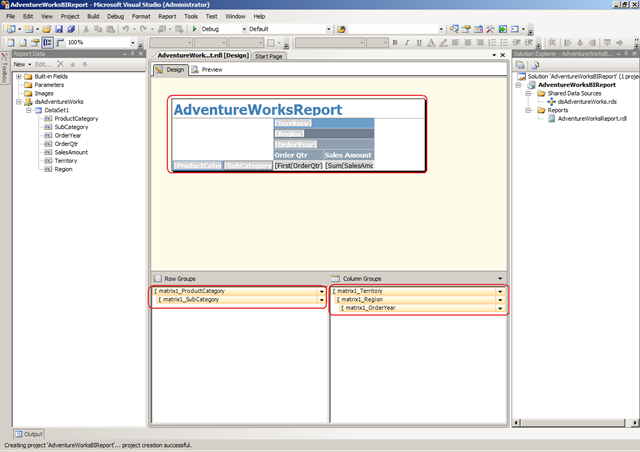 AdventureWorksBIReport - Microsoft Visual Studio (Administrator)
File Edit View Project Build Debug Format Report Tools Test Window Help
Debug Default
100%
Report Data
New Edit...
Built-in Fields
Parameters
Images
dsAdventureWorks
DataSet1
ProductCategory
SubCategory
OrderYear
OrderQtr
SalesAmount
Territory
Region
Toolbox
AdventureWork...t.rdl [Design] Start Page
Design Preview
AdventureWorksReport
[Territory]
[Region]
[OrderYear]
Order Qtr Sales Amount
[ProductCate [SubCategory [First(OrderQtr) [Sum(SalesAmo
Row Groups
[ matrix1_ProductCategory
[ matrix1_SubCategory
Column Groups
[ matrix1_Territory
[ matrix1_Region
[ matrix1_OrderYear
Solution Explorer - AdventureWorksB...
Solution 'AdventureWorksBIReport' (1 proje
AdventureWorksBIReport
Shared Data Sources
dsAdventureWorks.rds
Reports
AdventureWorksReport.rdl
Output
Creating project 'AdventureWorksBIReport'... project creation successful.